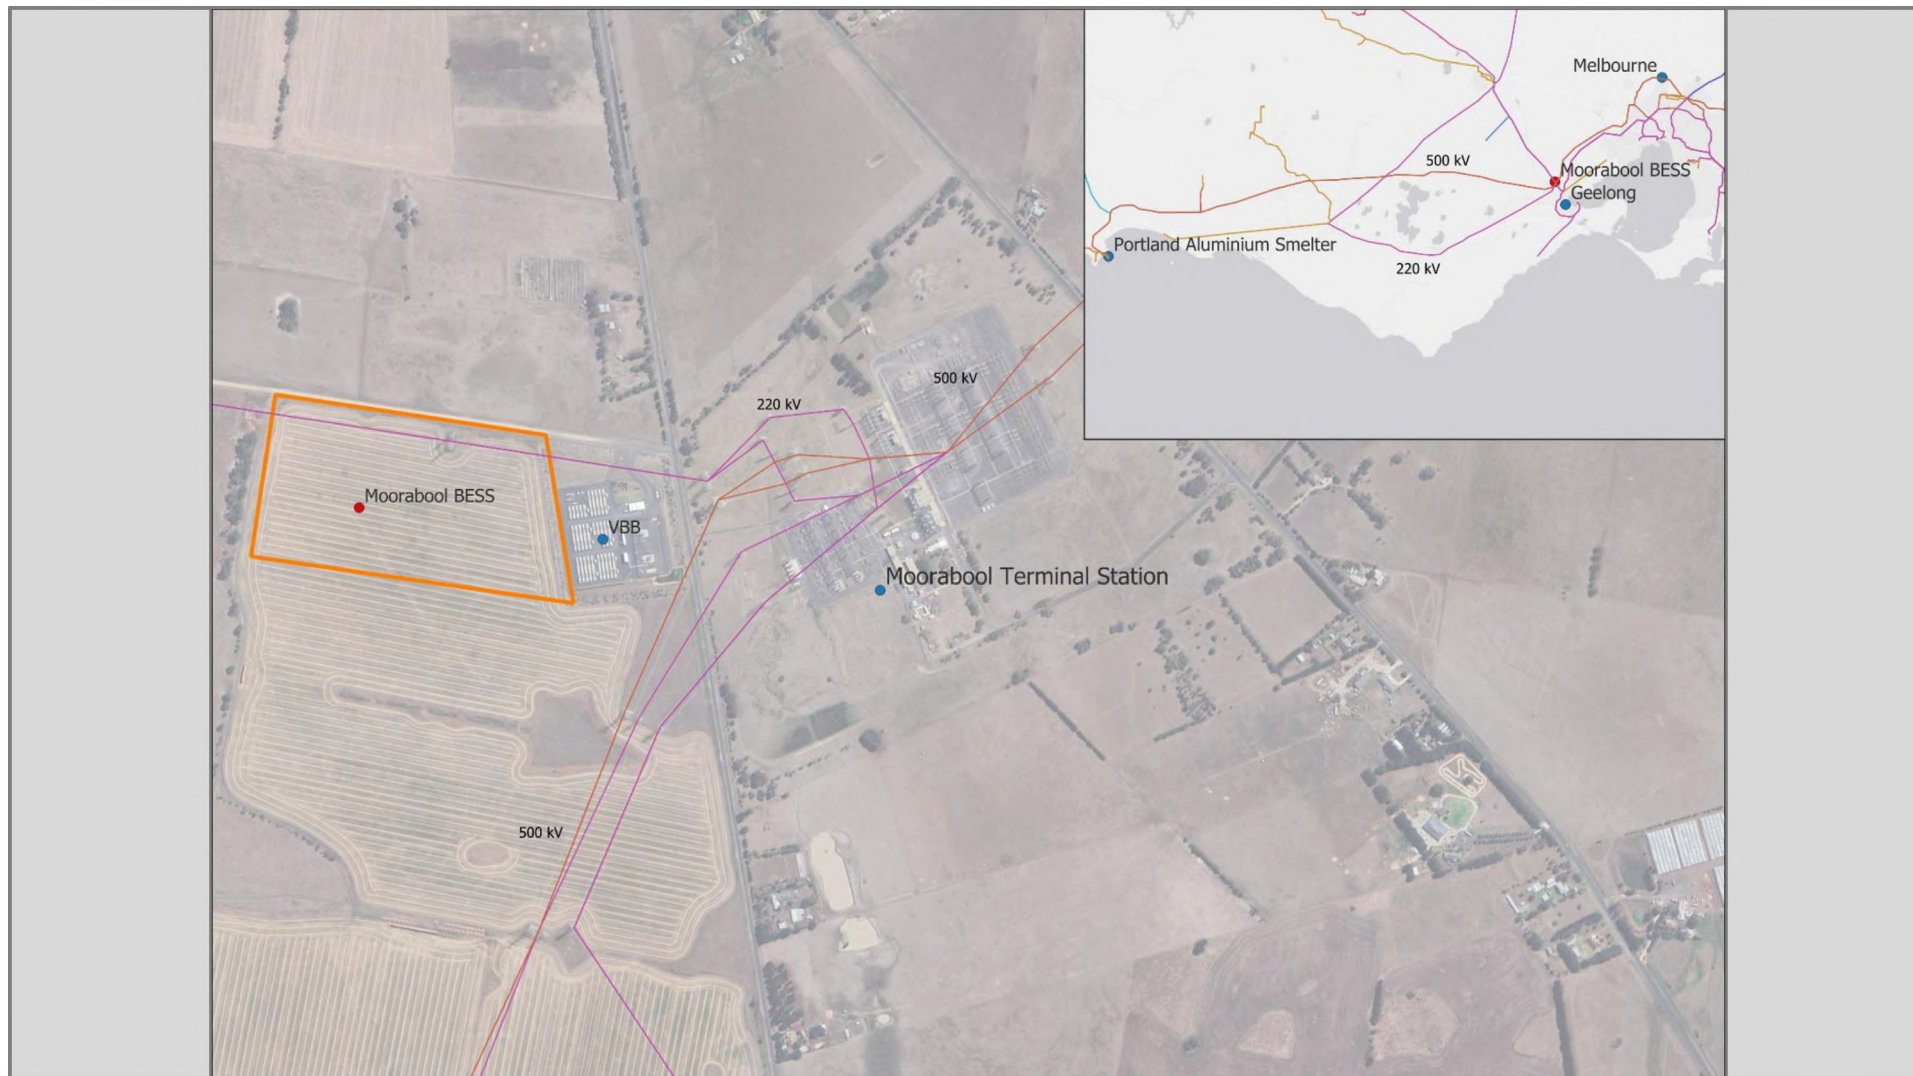 Melbourne
500 kV
Moorabool BESS
Geelong
Portland Aluminium Smelter
220 kV
500 kV
220 kV
Moorabool BESS
VBB
Moorabool Terminal Station
500 kV